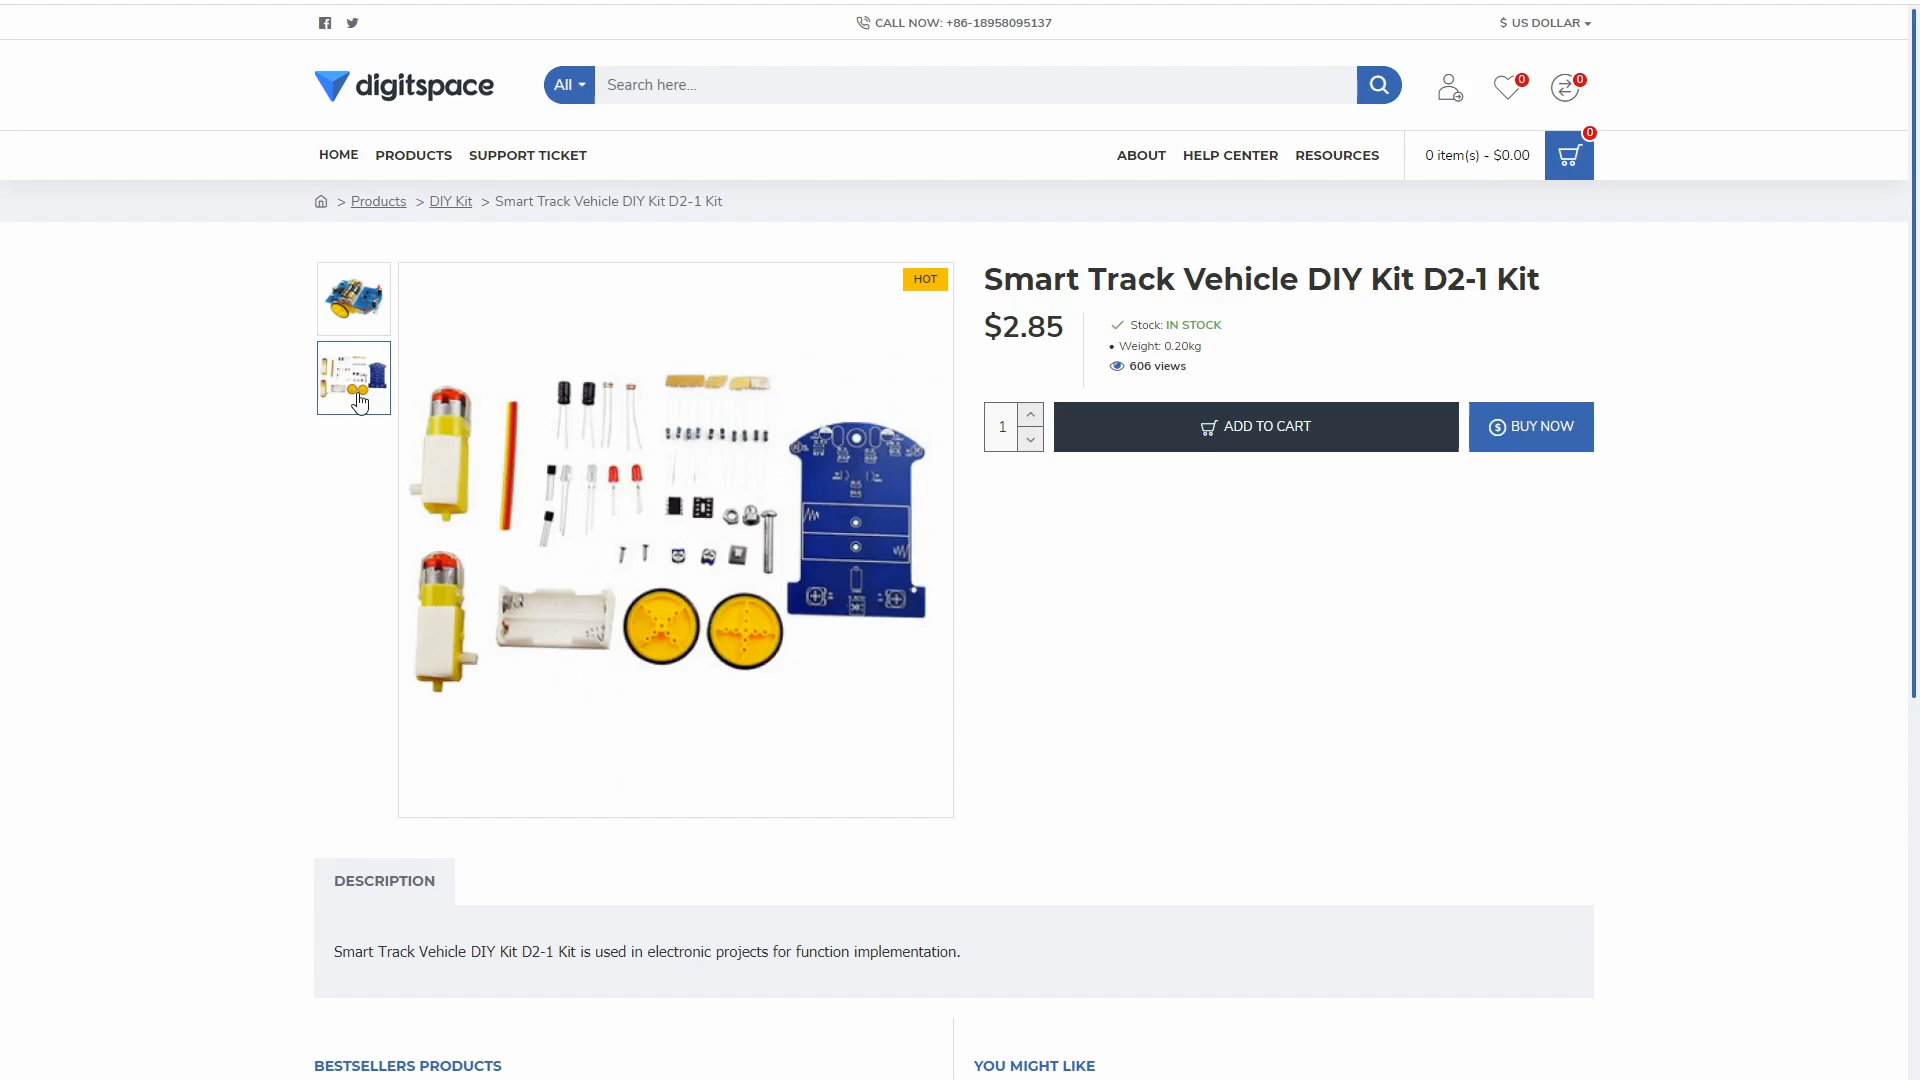 CALL NOW: +86-18958095137
$ US DOLLAR
digitspace
All
Search here...
0
0
HOME
PRODUCTS
SUPPORT TICKET
ABOUT
HELP CENTER
RESOURCES
0 item(s) - $0.00
0
> Products > DIY Kit > Smart Track Vehicle DIY Kit D2-1 Kit
HOT
Smart Track Vehicle DIY Kit D2-1 Kit
$2.85
Stock: IN STOCK
• Weight: 0.20kg
606 views
1
ADD TO CART
BUY NOW
DESCRIPTION
Smart Track Vehicle DIY Kit D2-1 Kit is used in electronic projects for function implementation.
BESTSELLERS PRODUCTS
YOU MIGHT LIKE